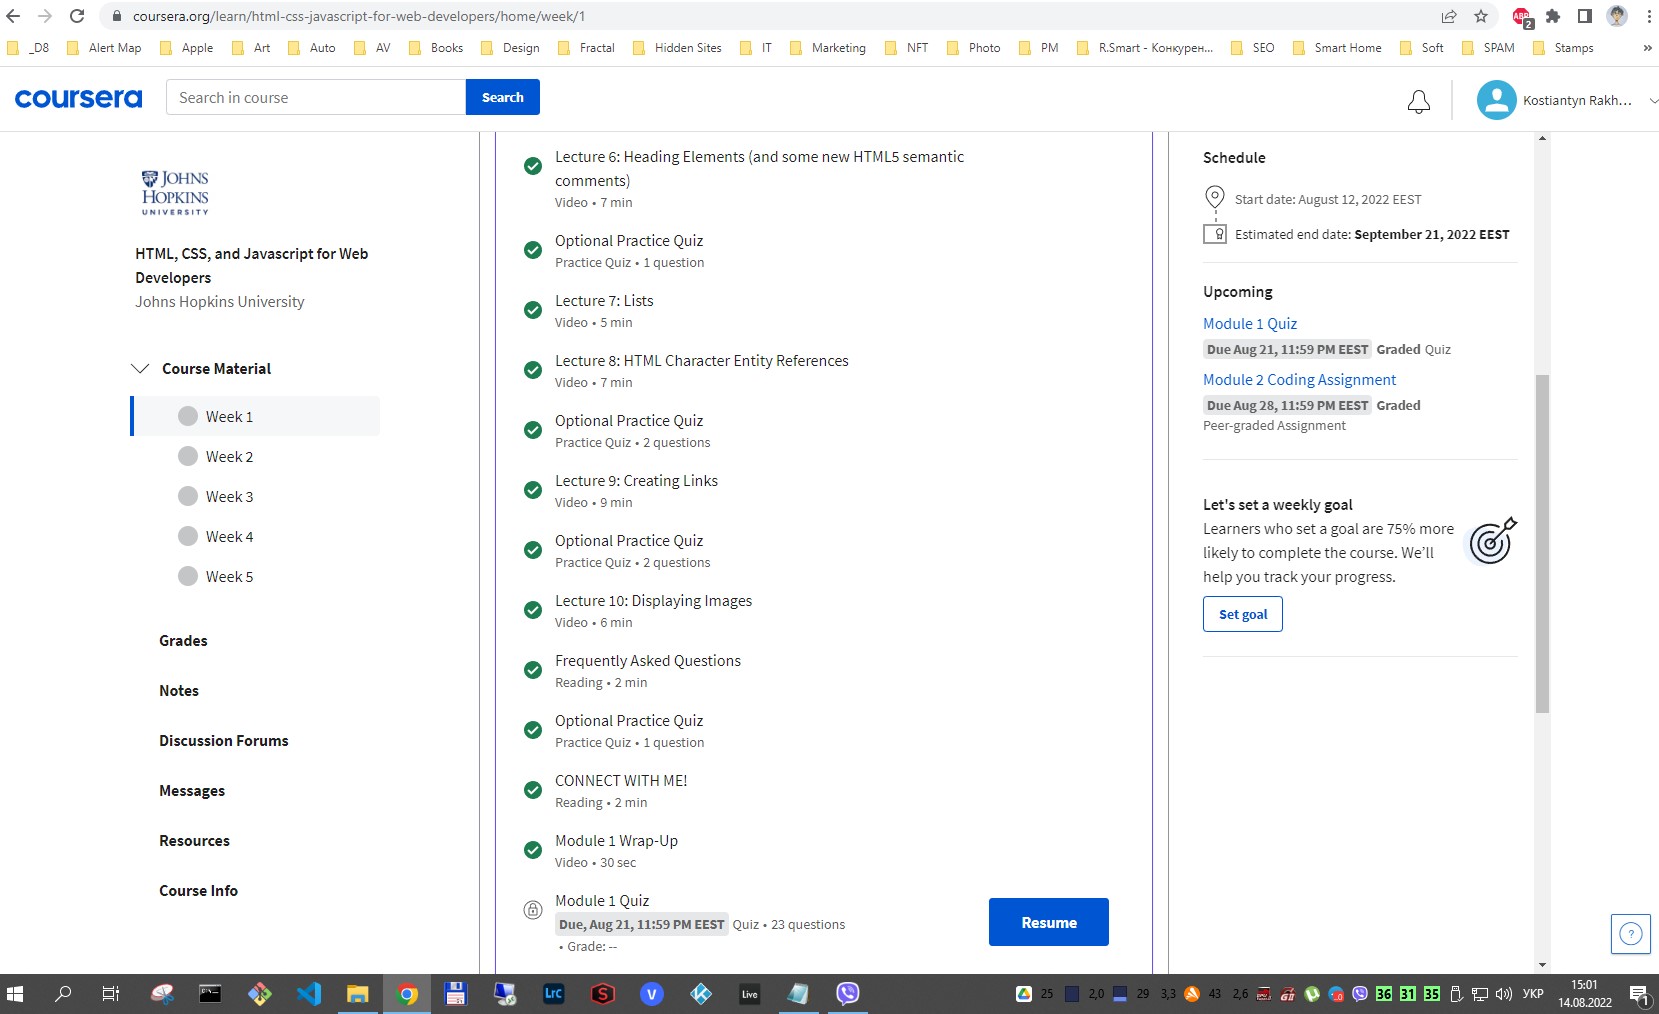 coursera.org/learn/html-css-javascript-for-web-developers/home/week/1
ABP
2
_D8
Alert Map
Apple
Art
Auto
AV
Books
Design
Fractal
Hidden Sites
IT
Marketing
NFT
Photo
PM
R.Smart - Конкурен...
SEO
Smart Home
Soft
SPAM
Stamps
»
coursera
Search in course
Search
Kostiantyn Rakh...
JOHNS
HOPKINS
UNIVERSITY
HTML, CSS, and Javascript for Web
Developers
Johns Hopkins University
Course Material
Week 1
Week 2
Week 3
Week 4
Week 5
Grades
Notes
Discussion Forums
Messages
Resources
Course Info
Lecture 6: Heading Elements (and some new HTML5 semantic
comments)
Video • 7 min
Optional Practice Quiz
Practice Quiz • 1 question
Lecture 7: Lists
Video • 5 min
Lecture 8: HTML Character Entity References
Video • 7 min
Optional Practice Quiz
Practice Quiz • 2 questions
Lecture 9: Creating Links
Video • 9 min
Optional Practice Quiz
Practice Quiz • 2 questions
Lecture 10: Displaying Images
Video • 6 min
Frequently Asked Questions
Reading • 2 min
Optional Practice Quiz
Practice Quiz • 1 question
CONNECT WITH ME!
Reading • 2 min
Module 1 Wrap-Up
Video • 30 sec
Module 1 Quiz
Due, Aug 21, 11:59 PM EEST Quiz • 23 questions
• Grade: --
Resume
Schedule
Start date: August 12, 2022 EEST
Estimated end date: September 21, 2022 EEST
Upcoming
Module 1 Quiz
Due Aug 21, 11:59 PM EEST Graded Quiz
Module 2 Coding Assignment
Due Aug 28, 11:59 PM EEST Graded
Peer-graded Assignment
Let's set a weekly goal
Learners who set a goal are 75% more
likely to complete the course. We'll
help you track your progress.
Set goal
?
Lrc
S
V
Live
25
2,0
29
3,3
43
2,6
36
31
35
УКР
15:01
14.08.2022
1